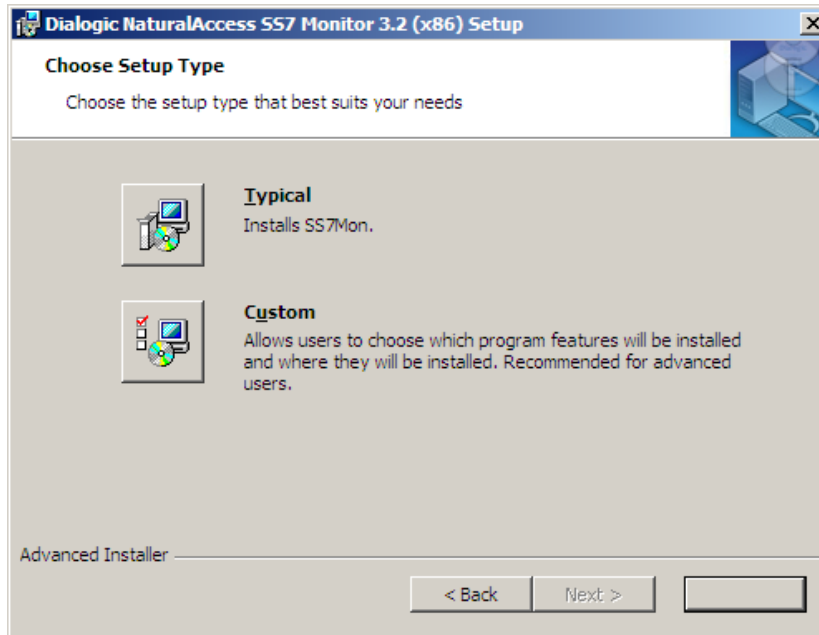 Dialogic NaturalAccess SS7 Monitor 3.2 (x86) Setup
Choose Setup Type
Choose the setup type that best suits your needs
Typical
Installs SS7Mon.
Custom
Allows users to choose which program features will be installed
and where they will be installed. Recommended for advanced
users.
Advanced Installer
< Back
Next >